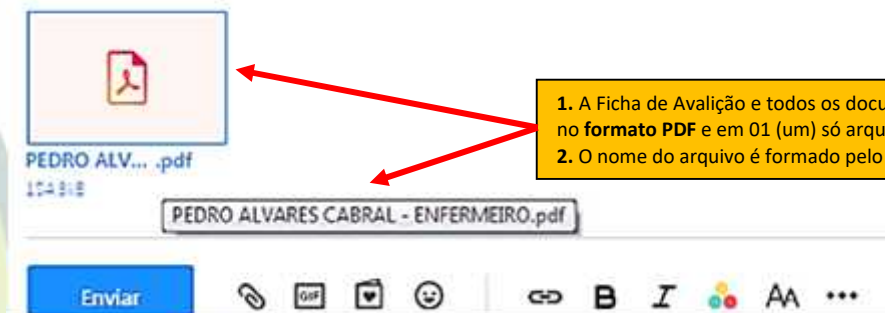 1. A Ficha de Avalição e todos os docu
no formato PDF e em 01 (um) só arqu
2. O nome do arquivo é formado pelo
PEDRO ALV... .pdf
PEDRO ALVARES CABRAL - ENFERMEIRO.pdf
Enviar
GIF
B I AA ...